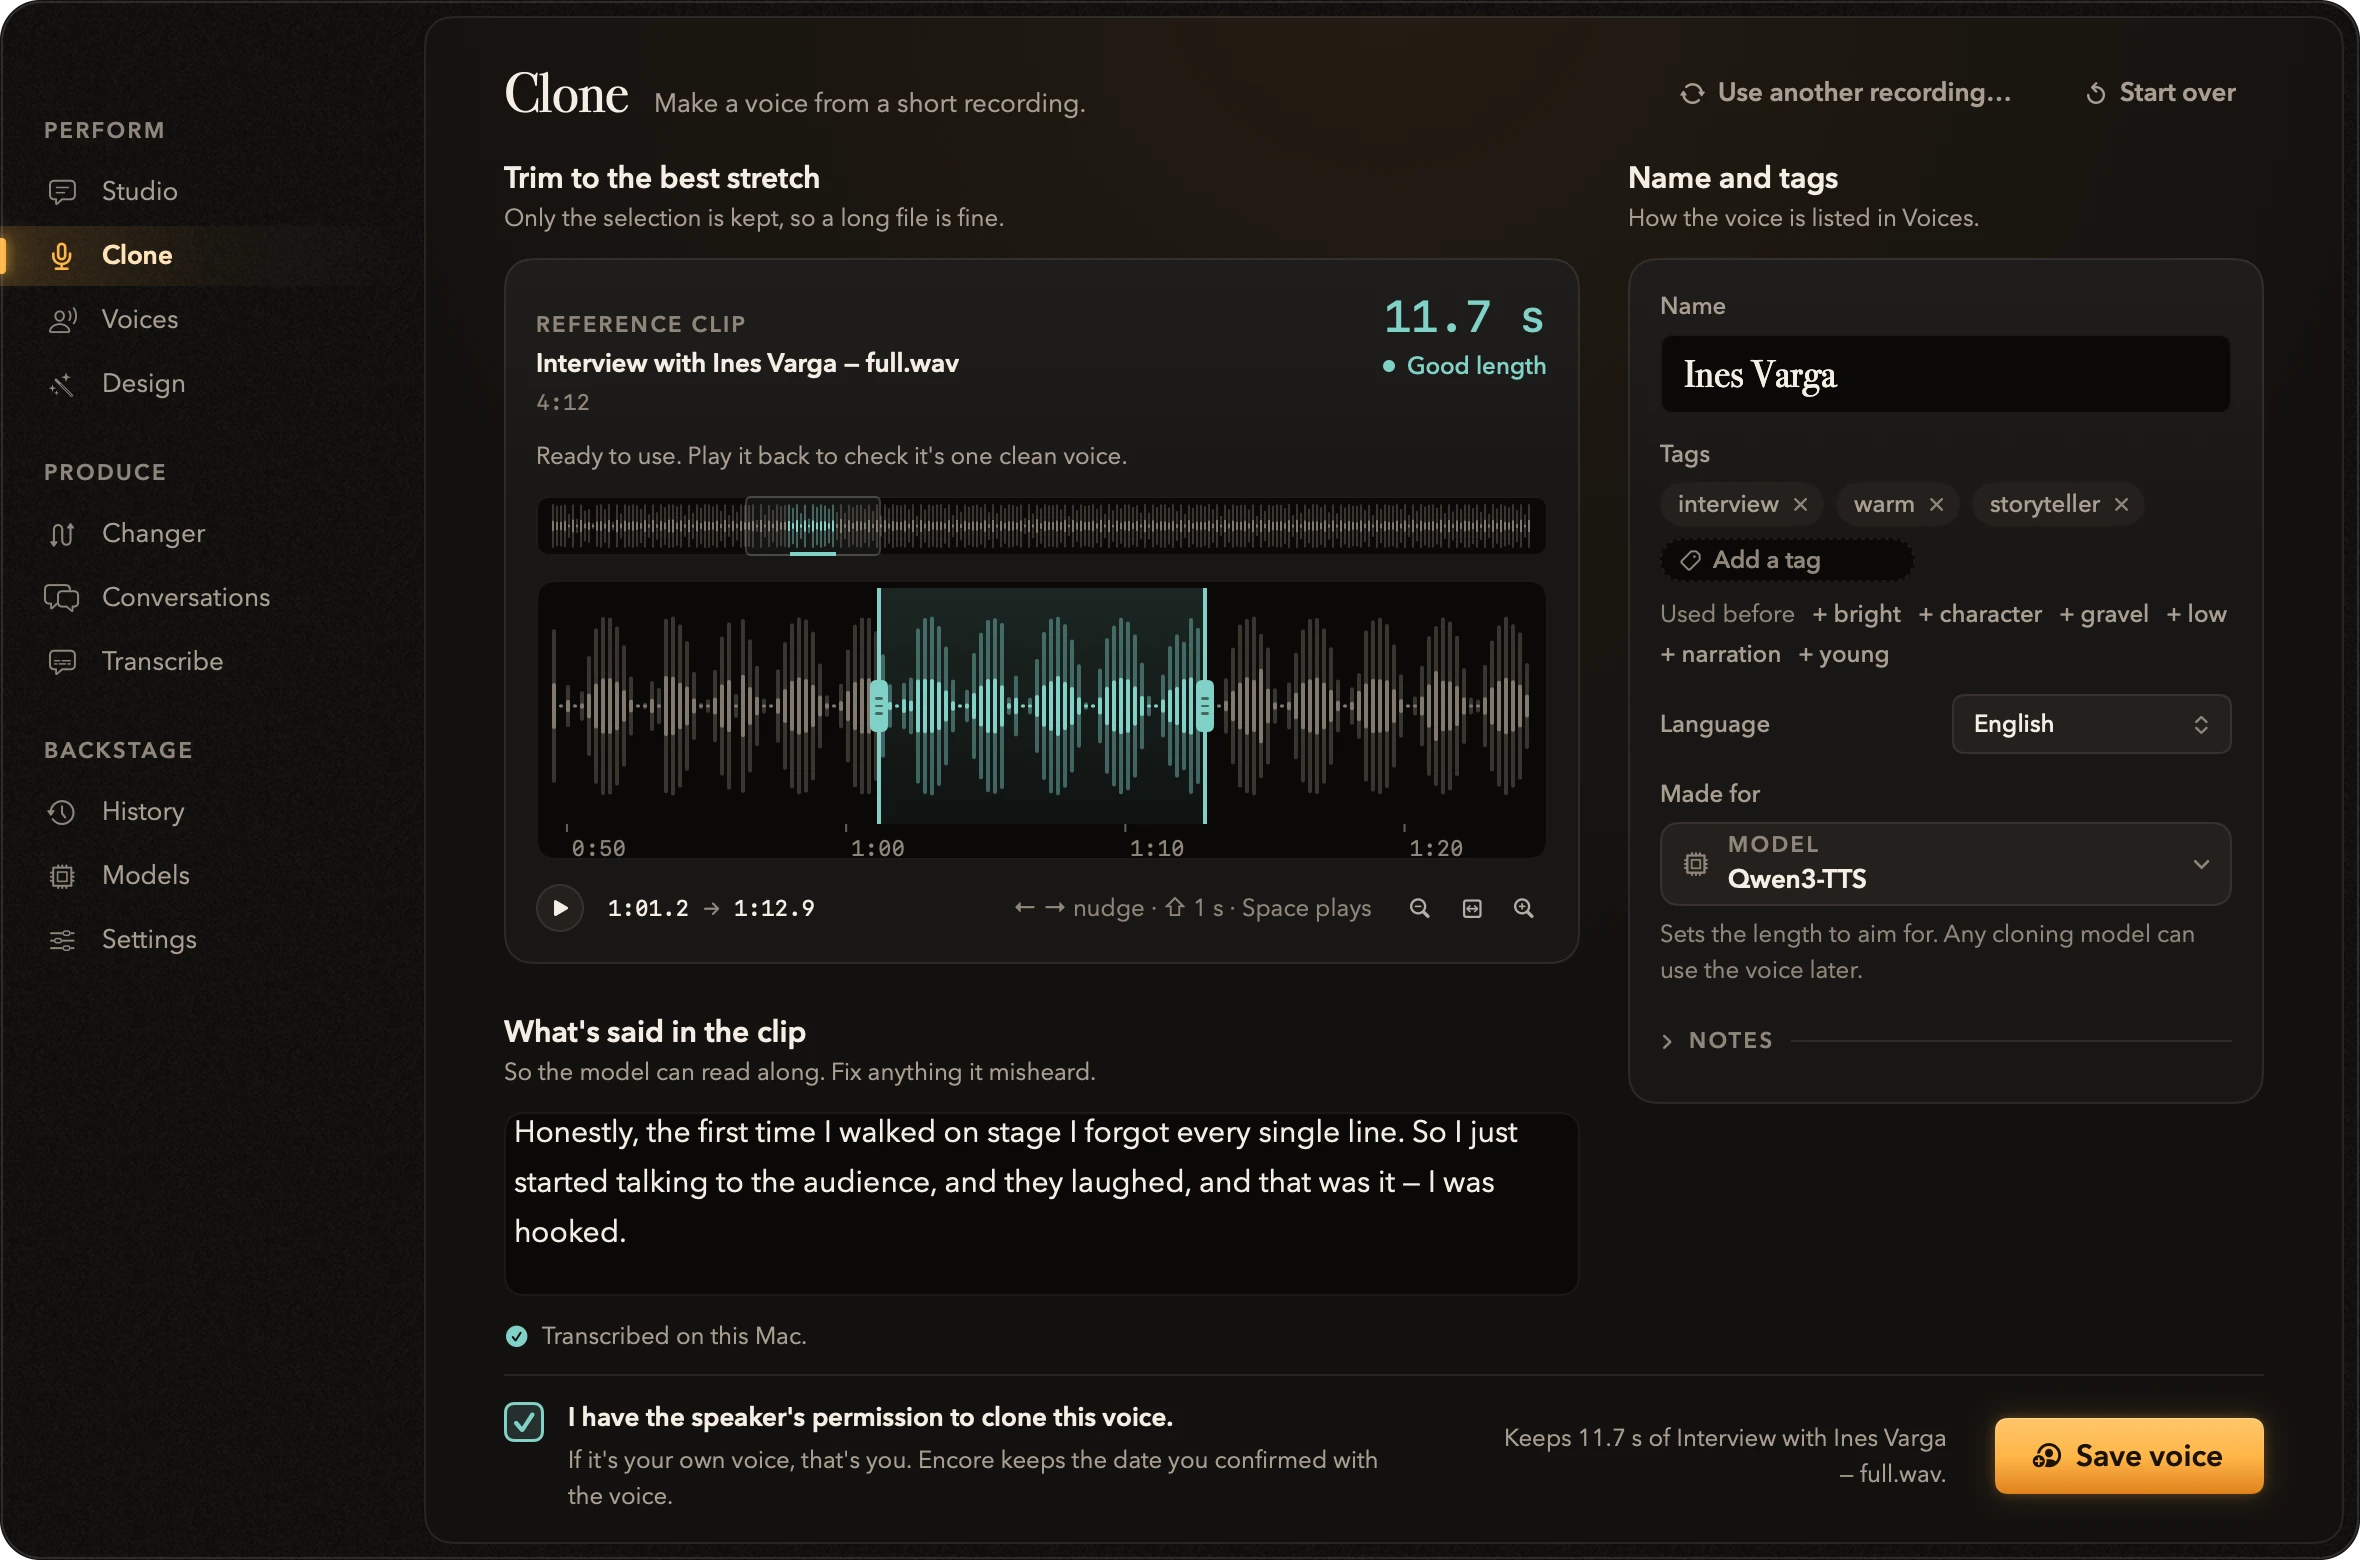 PERFORM
Studio
Clone
Voices
Design
PRODUCE
Changer
Conversations
Transcribe
BACKSTAGE
History
Models
Settings
Clone
Make a voice from a short recording.
Use another recording...
Start over
Trim to the best stretch
Only the selection is kept, so a long file is fine.
REFERENCE CLIP
Interview with Ines Varga – full.wav
4:12
11.7 s
Good length
Ready to use. Play it back to check it's one clean voice.
0:50
1:00
1:10
1:20
1:01.2 → 1:12.9
← → nudge · ⇧ 1 s · Space plays
What's said in the clip
So the model can read along. Fix anything it misheard.
Honestly, the first time I walked on stage I forgot every single line. So I just
started talking to the audience, and they laughed, and that was it – I was
hooked.
Transcribed on this Mac.
Name and tags
How the voice is listed in Voices.
Name
Ines Varga
Tags
interview ×
warm ×
storyteller ×
Add a tag
Used before + bright + character + gravel + low
+ narration + young
Language
English
Made for
MODEL
Qwen3-TTS
Sets the length to aim for. Any cloning model can
use the voice later.
NOTES
I have the speaker's permission to clone this voice.
If it's your own voice, that's you. Encore keeps the date you confirmed with
the voice.
Keeps 11.7 s of Interview with Ines Varga
– full.wav.
Save voice